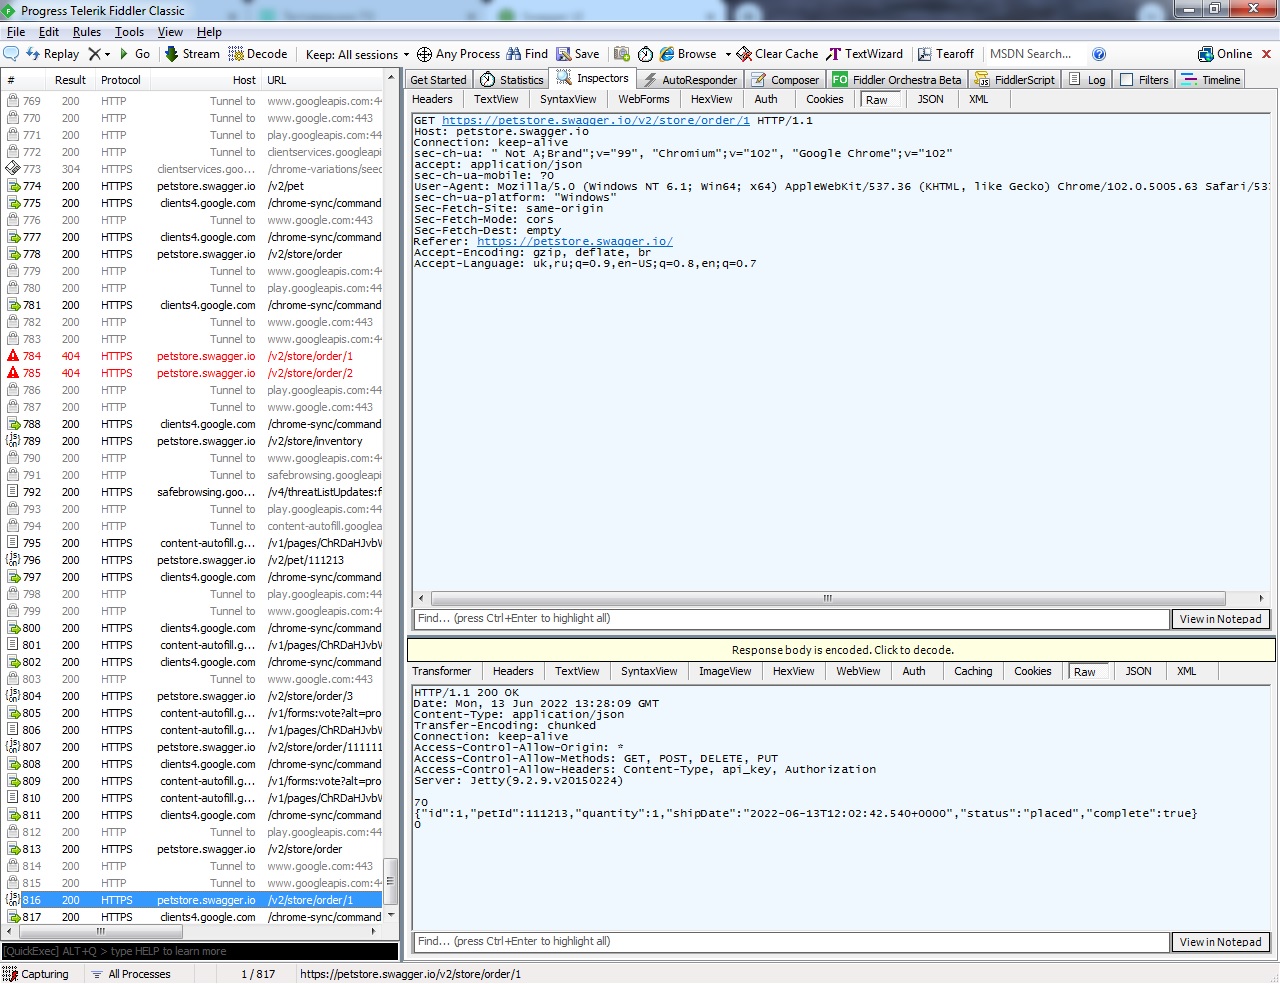 Progress Telerik Fiddler Classic
File Edit Rules Tools View Help
Replay Go Stream Decode Keep: All sessions Any Process Find Save Browse Clear Cache TextWizard Tearoff MSDN Search... Online
# Result Protocol Host URL
769 200 HTTP Tunnel to www.googleapis.com:44
770 200 HTTP Tunnel to www.google.com:443
771 200 HTTP Tunnel to play.googleapis.com:44
772 200 HTTP Tunnel to clientservices.googleapi
773 304 HTTPS clientservices.goo... /chrome-variations/seec
774 200 HTTPS petstore.swagger.io /v2/pet
775 200 HTTPS clients4.google.com /chrome-sync/command
776 200 HTTP Tunnel to www.google.com:443
777 200 HTTPS clients4.google.com /chrome-sync/command
778 200 HTTPS petstore.swagger.io /v2/store/order
779 200 HTTP Tunnel to www.googleapis.com:44
780 200 HTTP Tunnel to play.googleapis.com:44
781 200 HTTPS clients4.google.com /chrome-sync/command
782 200 HTTP Tunnel to www.google.com:443
783 200 HTTP Tunnel to www.googleapis.com:44
784 404 HTTPS petstore.swagger.io /v2/store/order/1
785 404 HTTPS petstore.swagger.io /v2/store/order/2
786 200 HTTP Tunnel to play.googleapis.com:44
787 200 HTTP Tunnel to www.google.com:443
788 200 HTTPS clients4.google.com /chrome-sync/command
789 200 HTTPS petstore.swagger.io /v2/store/inventory
790 200 HTTP Tunnel to www.google.com:443
791 200 HTTP Tunnel to safebrowsing.googleapi
792 200 HTTPS safebrowsing.goo... /v4/threatListUpdates:f
793 200 HTTP Tunnel to play.googleapis.com:44
794 200 HTTP Tunnel to content-autofill.googlea
795 200 HTTPS content-autofill.g... /v1/pages/ChRDaHJvbW
796 200 HTTPS petstore.swagger.io /v2/pet/111213
797 200 HTTPS clients4.google.com /chrome-sync/command
798 200 HTTP Tunnel to play.googleapis.com:44
799 200 HTTP Tunnel to www.googleapis.com:44
800 200 HTTPS clients4.google.com /chrome-sync/command
801 200 HTTPS content-autofill.g... /v1/pages/ChRDaHJvbW
802 200 HTTPS clients4.google.com /chrome-sync/command
803 200 HTTP Tunnel to www.google.com:443
804 200 HTTPS petstore.swagger.io /v2/store/order/3
805 200 HTTPS content-autofill.g... /v1/forms:vote?alt=pro
806 200 HTTPS content-autofill.g... /v1/pages/ChRDaHJvbW
807 200 HTTPS petstore.swagger.io /v2/store/order/111111
808 200 HTTPS clients4.google.com /chrome-sync/command
809 200 HTTPS content-autofill.g... /v1/forms:vote?alt=pro
810 200 HTTPS content-autofill.g... /v1/pages/ChRDaHJvbW
811 200 HTTPS clients4.google.com /chrome-sync/command
812 200 HTTP Tunnel to play.googleapis.com:44
813 200 HTTPS petstore.swagger.io /v2/store/order
814 200 HTTP Tunnel to www.google.com:443
815 200 HTTP Tunnel to www.googleapis.com:44
816 200 HTTPS petstore.swagger.io /v2/store/order/1
817 200 HTTPS clients4.google.com /chrome-sync/command
[QuickExec] ALT+Q > type HELP to learn more
Get Started Statistics Inspectors AutoResponder Composer FO Fiddler Orchestra Beta FiddlerScript Log Filters Timeline
Headers TextView SyntaxView WebForms HexView Auth Cookies Raw JSON XML
GET https://petstore.swagger.io/v2/store/order/1 HTTP/1.1
Host: petstore.swagger.io
Connection: keep-alive
sec-ch-ua: " Not A;Brand";v="99", "Chromium";v="102", "Google Chrome";v="102"
accept: application/json
sec-ch-ua-mobile: ?0
User-Agent: Mozilla/5.0 (Windows NT 6.1; Win64; x64) AppleWebKit/537.36 (KHTML, like Gecko) Chrome/102.0.5005.63 Safari/537
sec-ch-ua-platform: "Windows"
Sec-Fetch-Site: same-origin
Sec-Fetch-Mode: cors
Sec-Fetch-Dest: empty
Referer: https://petstore.swagger.io/
Accept-Encoding: gzip, deflate, br
Accept-Language: uk,ru;q=0.9,en-US;q=0.8,en;q=0.7
Find... (press Ctrl+Enter to highlight all) View in Notepad
Response body is encoded. Click to decode.
Transformer Headers TextView SyntaxView ImageView HexView WebView Auth Caching Cookies Raw JSON XML
HTTP/1.1 200 OK
Date: Mon, 13 Jun 2022 13:28:09 GMT
Content-Type: application/json
Transfer-Encoding: chunked
Connection: keep-alive
Access-Control-Allow-Origin: *
Access-Control-Allow-Methods: GET, POST, DELETE, PUT
Access-Control-Allow-Headers: Content-Type, api_key, Authorization
Server: Jetty(9.2.9.v20150224)
70
{"id":1,"petId":111213,"quantity":1,"shipDate":"2022-06-13T12:02:42.540+0000","status":"placed","complete":true}
0
Find... (press Ctrl+Enter to highlight all) View in Notepad
Capturing All Processes 1 / 817 https://petstore.swagger.io/v2/store/order/1